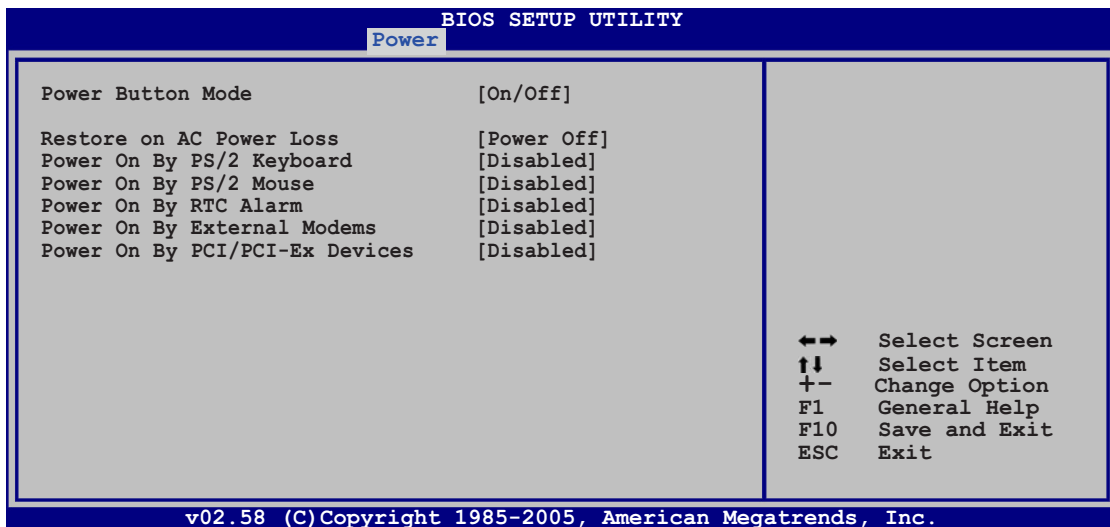 BIOS SETUP UTILITY
Power
Power Button Mode [On/Off]
Restore on AC Power Loss [Power Off]
Power On By PS/2 Keyboard [Disabled]
Power On By PS/2 Mouse [Disabled]
Power On By RTC Alarm [Disabled]
Power On By External Modems [Disabled]
Power On By PCI/PCI-Ex Devices [Disabled]
←→ Select Screen
↑↓ Select Item
+- Change Option
F1 General Help
F10 Save and Exit
ESC Exit
v02.58 (C)Copyright 1985-2005, American Megatrends, Inc.